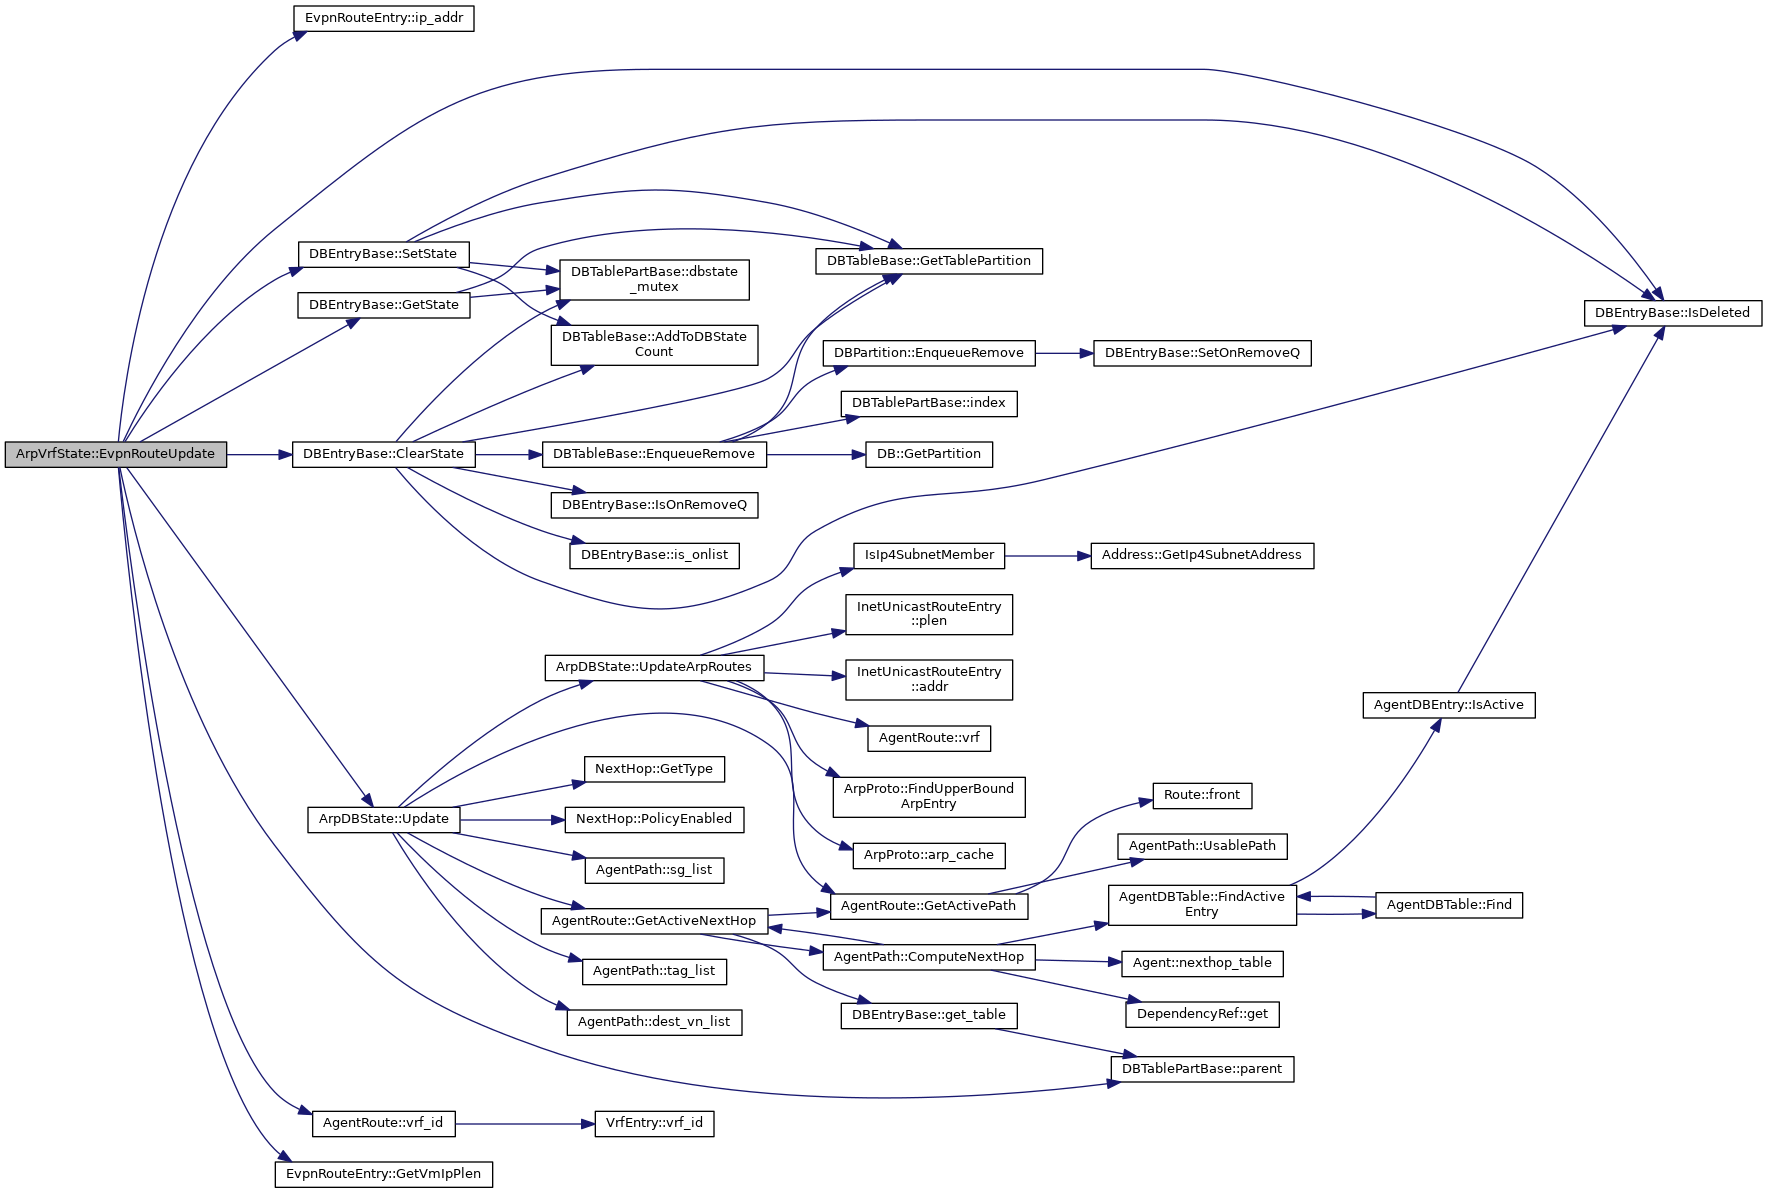 EvpnRouteEntry::ip_addr
DBEntryBase::SetState
DBTableBase::GetTablePartition
DBTablePartBase::dbstate
_mutex
DBEntryBase::GetState
DBEntryBase::IsDeleted
DBTableBase::AddToDBState
Count
DBPartition::EnqueueRemove
DBEntryBase::SetOnRemoveQ
DBTablePartBase::index
ArpVrfState::EvpnRouteUpdate
DBEntryBase::ClearState
DBTableBase::EnqueueRemove
DB::GetPartition
DBEntryBase::IsOnRemoveQ
DBEntryBase::is_onlist
IsIp4SubnetMember
Address::GetIp4SubnetAddress
InetUnicastRouteEntry
::plen
ArpDBState::UpdateArpRoutes
InetUnicastRouteEntry
::addr
AgentDBEntry::IsActive
AgentRoute::vrf
NextHop::GetType
ArpProto::FindUpperBound
ArpEntry
Route::front
ArpDBState::Update
NextHop::PolicyEnabled
AgentPath::UsablePath
ArpProto::arp_cache
AgentPath::sg_list
AgentRoute::GetActivePath
AgentDBTable::FindActive
Entry
AgentDBTable::Find
AgentRoute::GetActiveNextHop
AgentPath::ComputeNextHop
Agent::nexthop_table
AgentPath::tag_list
DependencyRef::get
DBEntryBase::get_table
AgentPath::dest_vn_list
DBTablePartBase::parent
AgentRoute::vrf_id
VrfEntry::vrf_id
EvpnRouteEntry::GetVmIpPlen